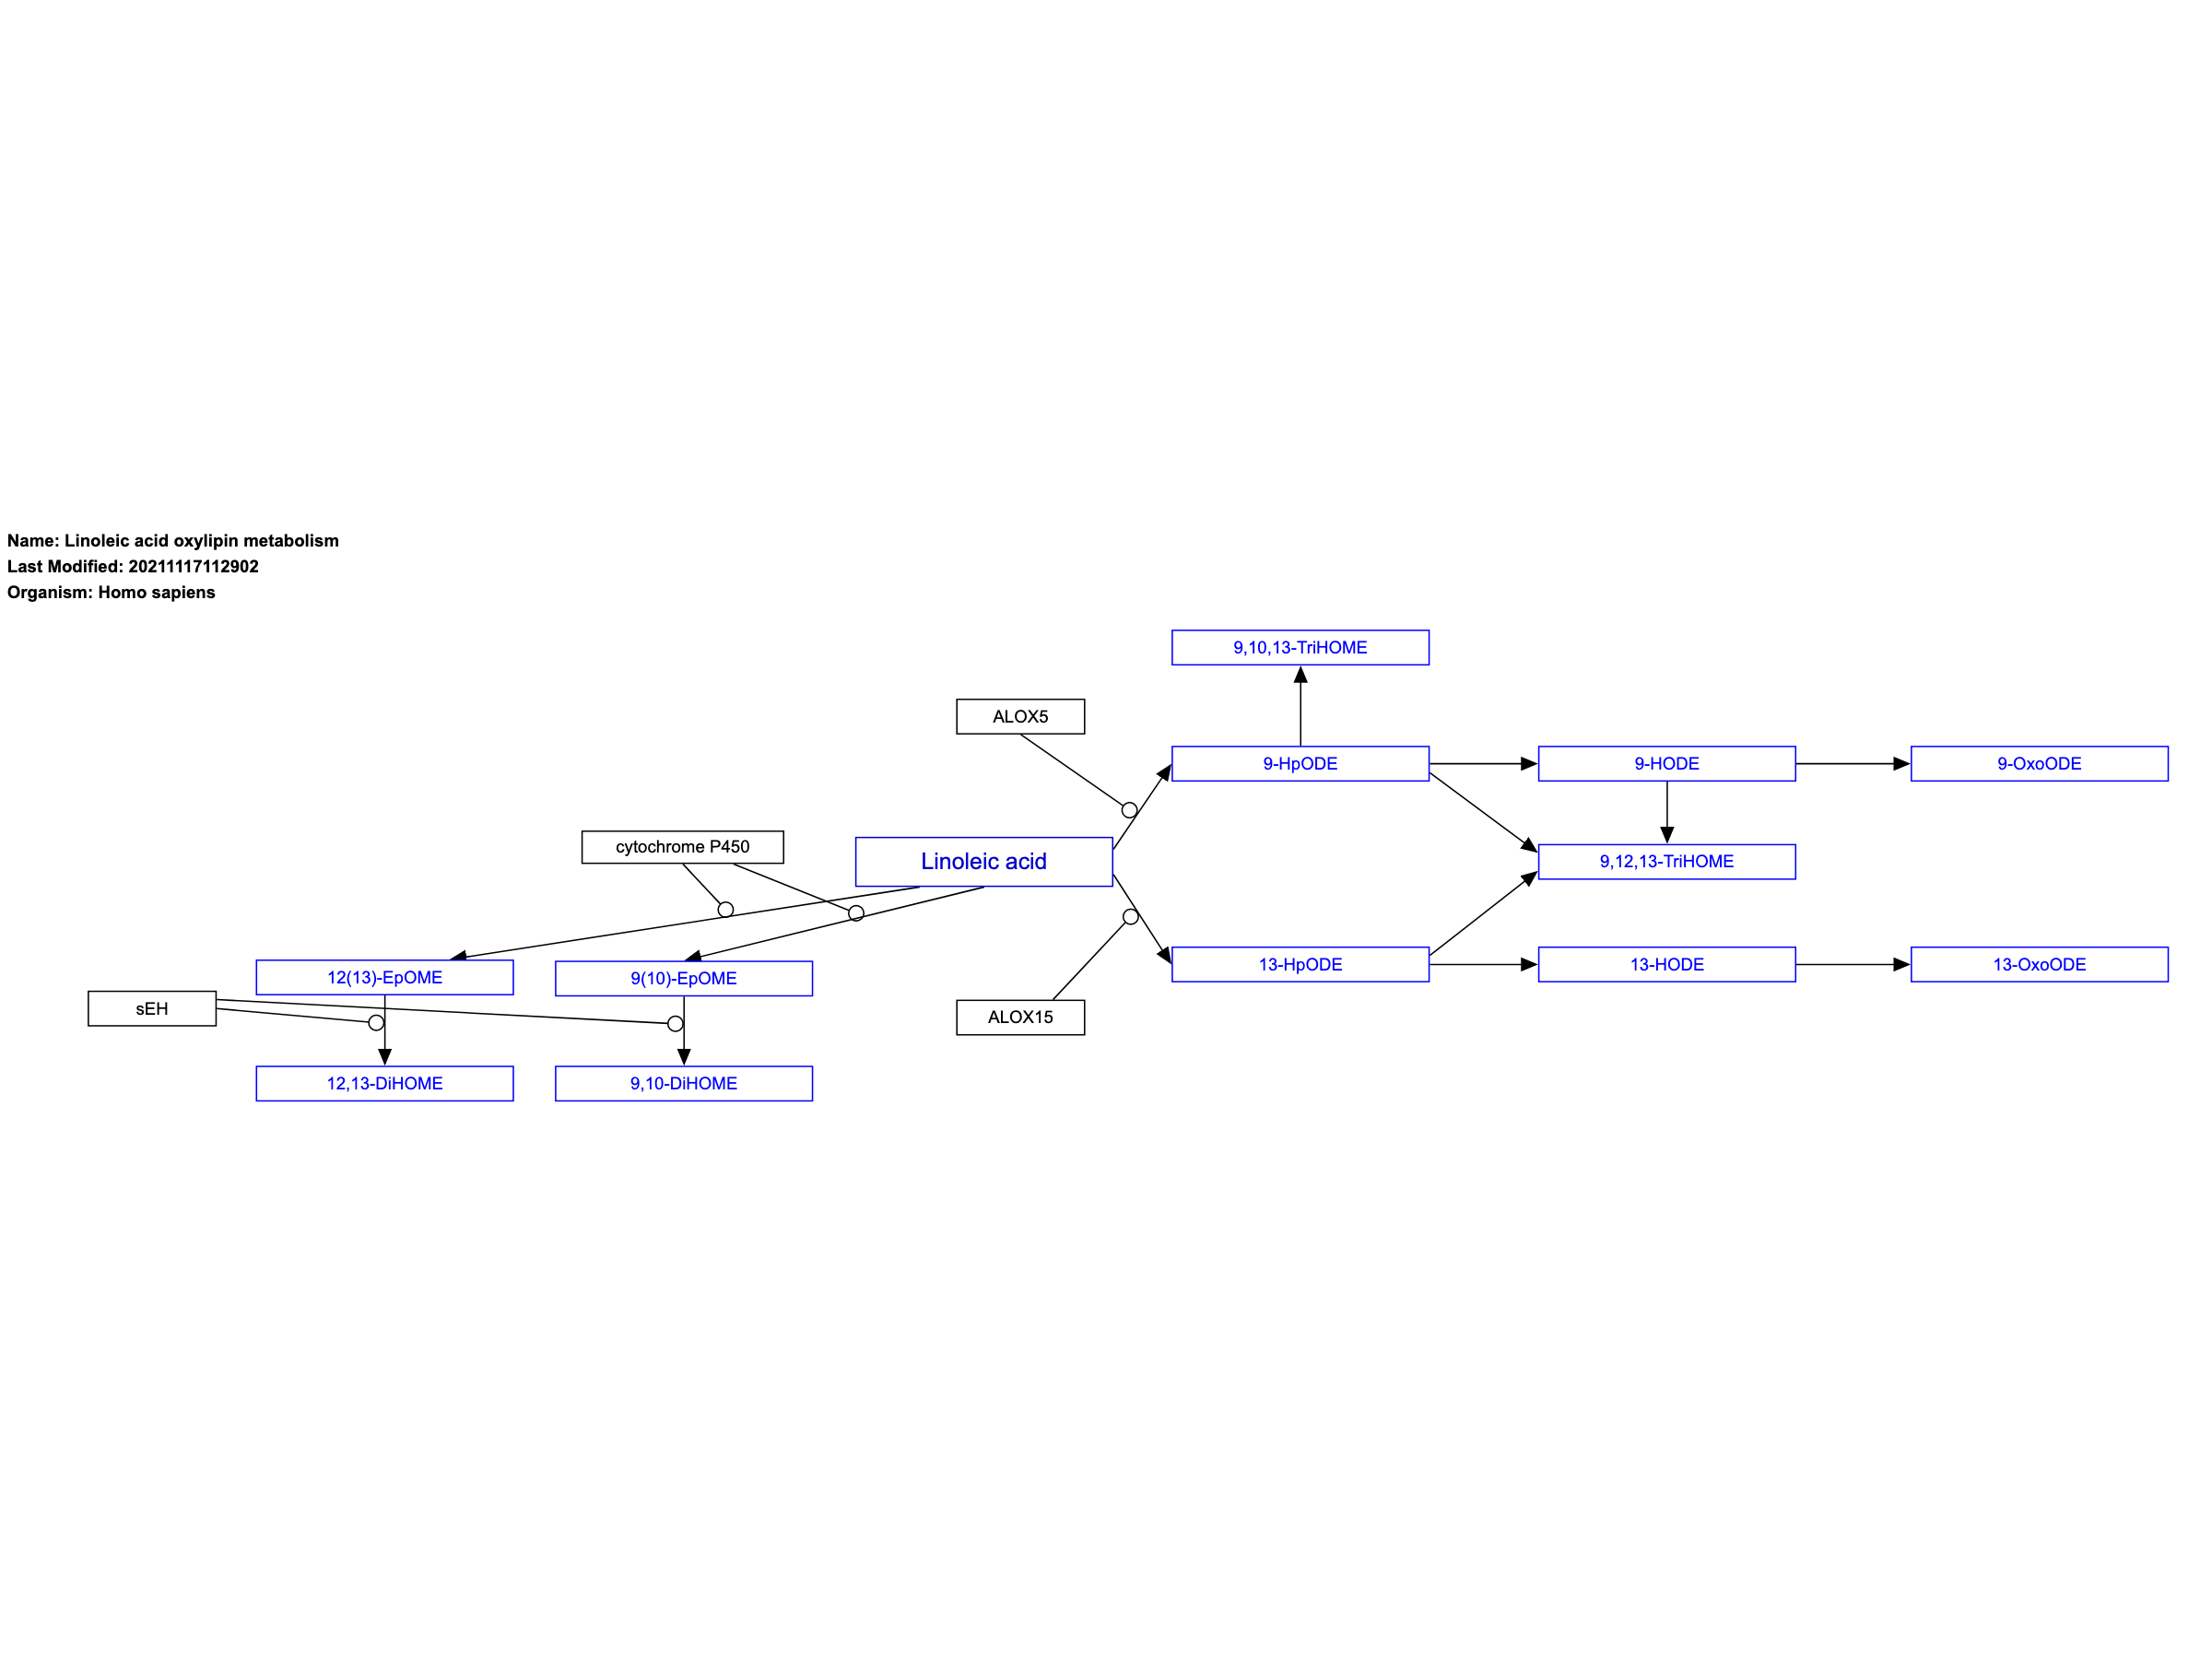 Name: Linoleic acid oxylipin metabolism
Last Modified: 20211117112902
Organism: Homo sapiens
9,10,13-TriHOME
ALOX5
9-HpODE
9-HODE
9-OxoODE
cytochrome P450
Linoleic acid
9,12,13-TriHOME
12(13)-EpOME
9(10)-EpOME
13-HpODE
13-HODE
13-OxoODE
sEH
ALOX15
12,13-DiHOME
9,10-DiHOME